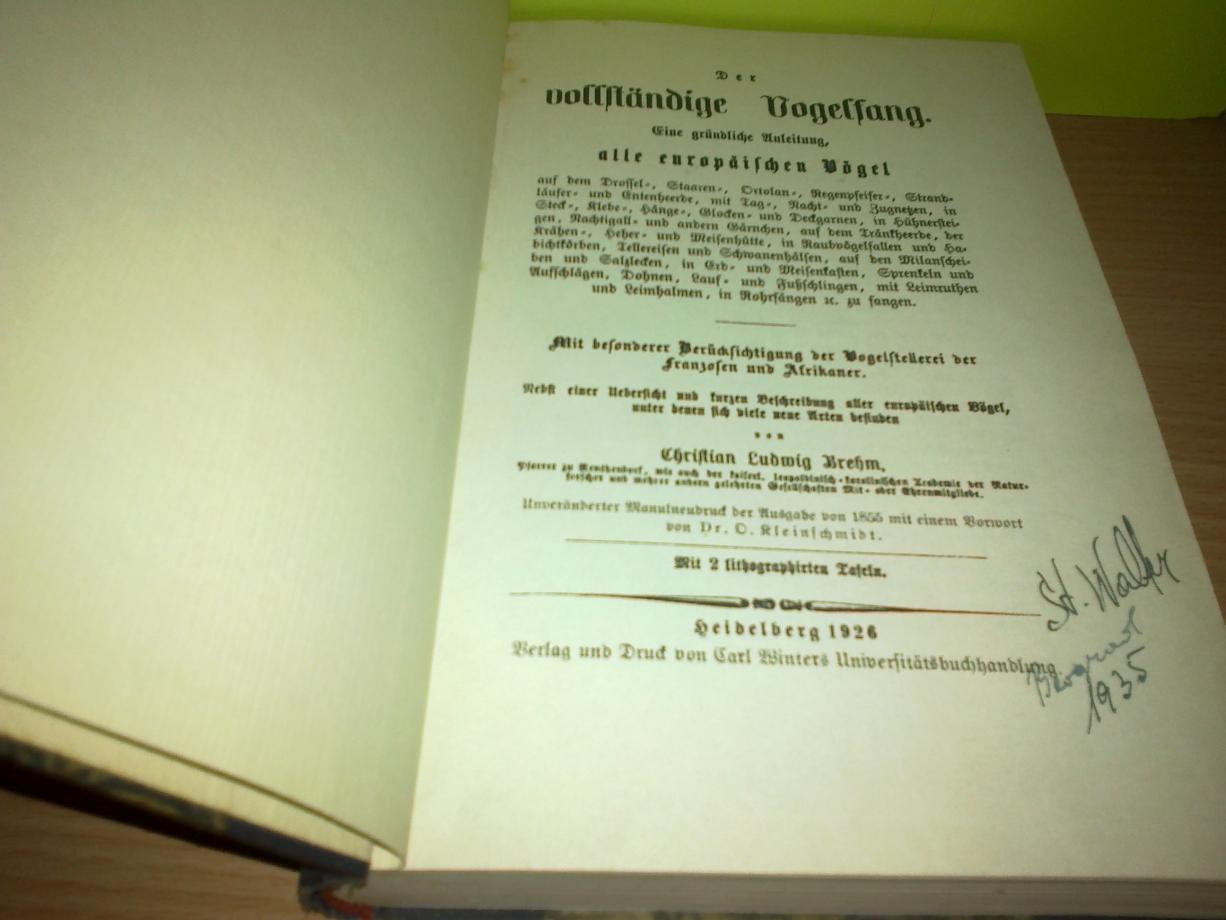 Der
vollständige Vogelfang.
Eine gründliche Anleitung,
alle europäischen Vögel
auf dem Drossel-, Staaren-, Ortolan-, Regenpfeifer-, Strand-
läufer- und Entenheerde, mit Tag-, Nacht- und Zugnetzen, in
Steck-, Klebe-, Hänge-, Glocken- und Deckgarnen, in Hühnerstei-
gen, Nachtigall- und andern Gärnchen, auf dem Tränkheerde, der
Krähen-, Heher- und Meisenhütte, in Raubvögelfallen und Ha-
bichtkörben, Tellereisen und Schwanenhälsen, auf den Milanschei-
ben und Salzlecken, in Erd- und Meisenkasten, Sprenkeln und
Aufschlägen, Dohnen, Lauf- und Fußschlingen, mit Leimruthen
und Leimhalmen, in Rohrfängen ꝛc. zu fangen.
Mit besonderer Berücksichtigung der Vogelstellerei der
Franzosen und Afrikaner.
Nebst einer Uebersicht und kurzen Beschreibung aller europäischen Vögel,
unter denen sich viele neue Arten befinden
von
Christian Ludwig Brehm,
Pfarrer zu Renthendorf, wie auch der kaiserl. leopoldinisch-karolinischen Academie der Natur-
forscher und mehrer andern gelehrten Gesellschaften Mit- oder Ehrenmitgliede.
Unveränderter Manulneudruck der Ausgabe von 1855 mit einem Vorwort
von Dr. O. Kleinschmidt.
Mit 2 lithographirten Tafeln.
Heidelberg 1926
Verlag und Druck von Carl Winters Universitätsbuchhandlung.
St. Walter
1935